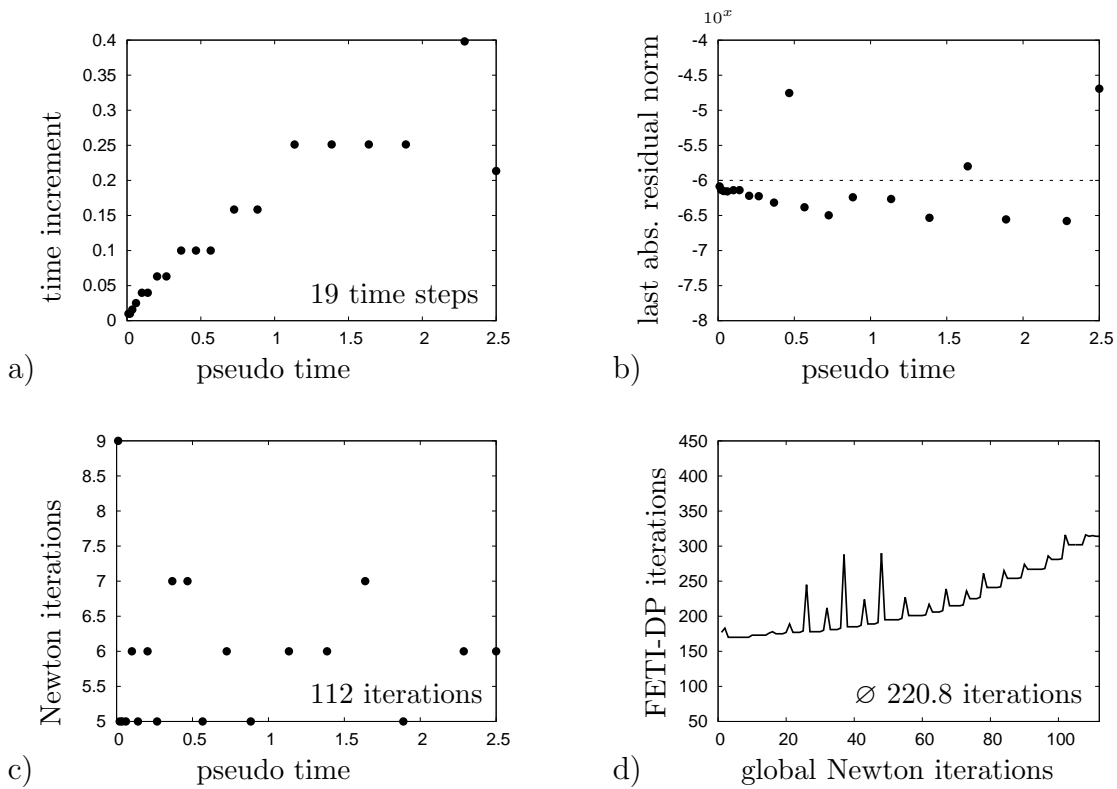 0.4
0.35
0.3
0.25
0.2
0.15
0.1
0.05
0
0 0.5 1 1.5 2 2.5
time increment
19 time steps
pseudo time
a)
10^x
-4
-4.5
-5
-5.5
-6
-6.5
-7
-7.5
-8
0 0.5 1 1.5 2 2.5
last abs. residual norm
pseudo time
b)
9
8.5
8
7.5
7
6.5
6
5.5
5
0 0.5 1 1.5 2 2.5
Newton iterations
112 iterations
pseudo time
c)
450
400
350
300
250
200
150
100
50
0 20 40 60 80 100
FETI-DP iterations
∅ 220.8 iterations
global Newton iterations
d)